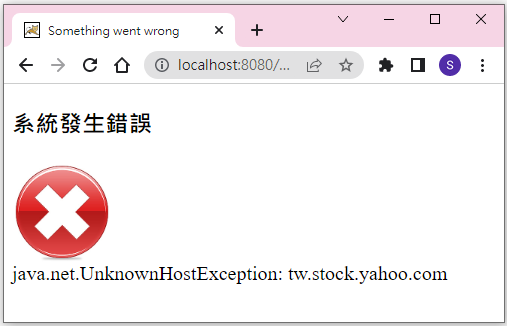 Something went wrong
localhost:8080/...
S
系統發生錯誤
java.net.UnknownHostException: tw.stock.yahoo.com